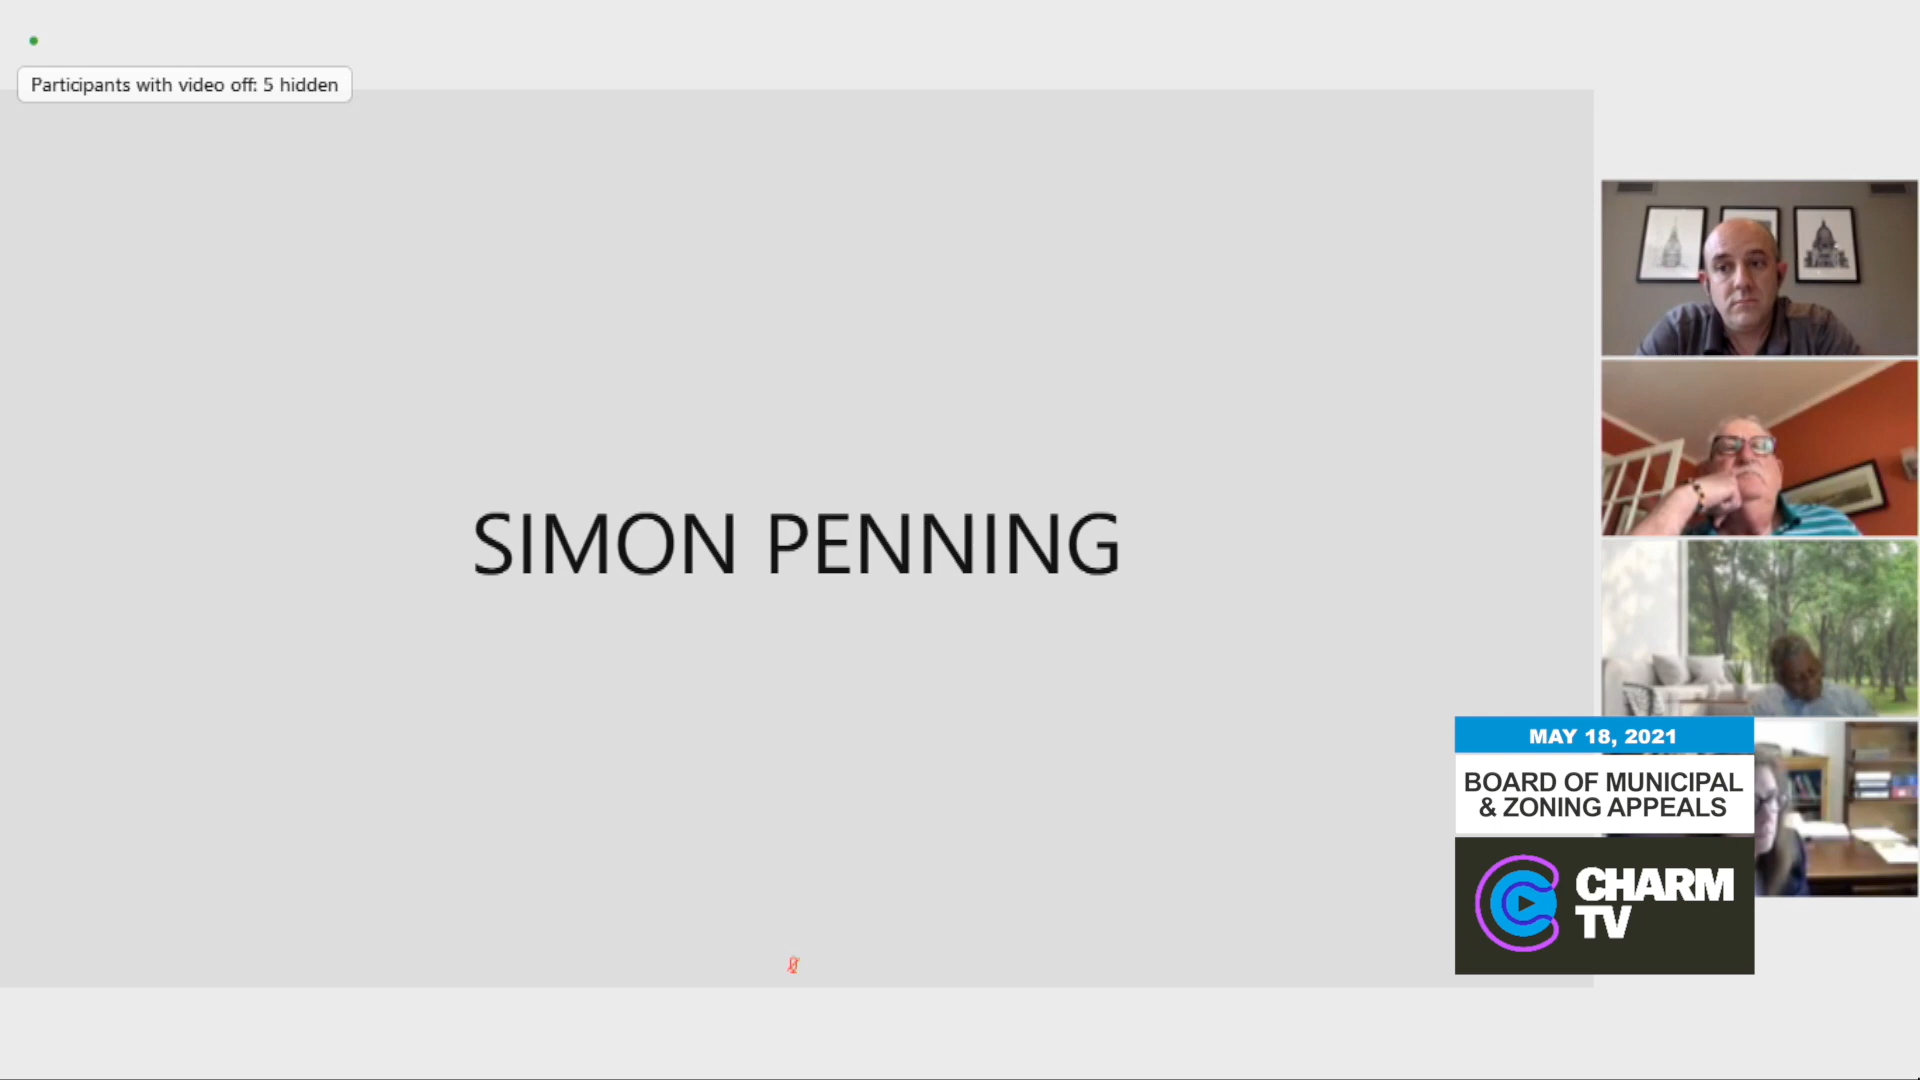 Participants with video off: 5 hidden
SIMON PENNING
MAY 18, 2021
BOARD OF MUNICIPAL
& ZONING APPEALS
CHARM
TV